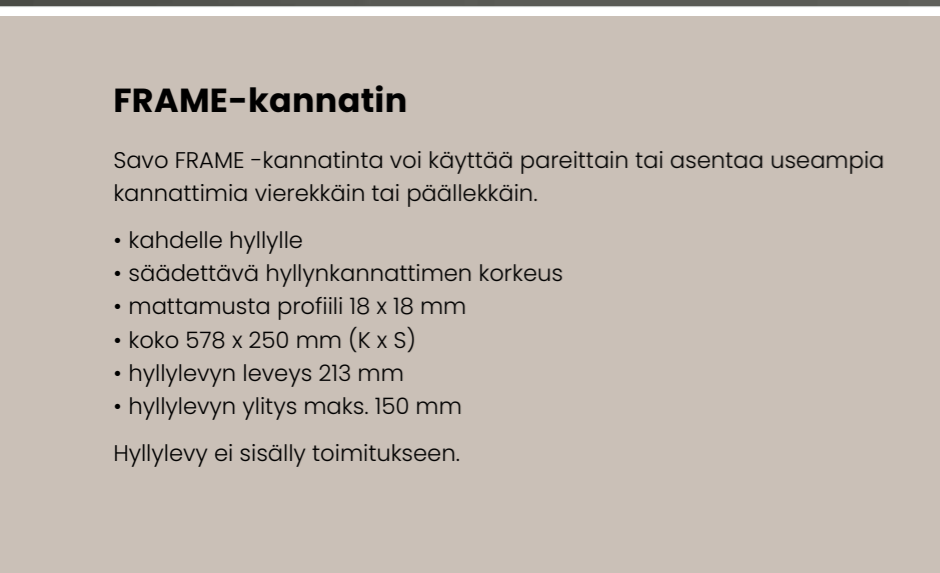 FRAME-kannatin
Savo FRAME -kannatinta voi käyttää pareittain tai asentaa useampia
kannattimia vierekkäin tai päällekkäin.
• kahdelle hyllylle
• säädettävä hyllynkannattimen korkeus
• mattamusta profiili 18 x 18 mm
• koko 578 x 250 mm (K x S)
• hyllylevyn leveys 213 mm
• hyllylevyn ylitys maks. 150 mm
Hyllylevy ei sisälly toimitukseen.